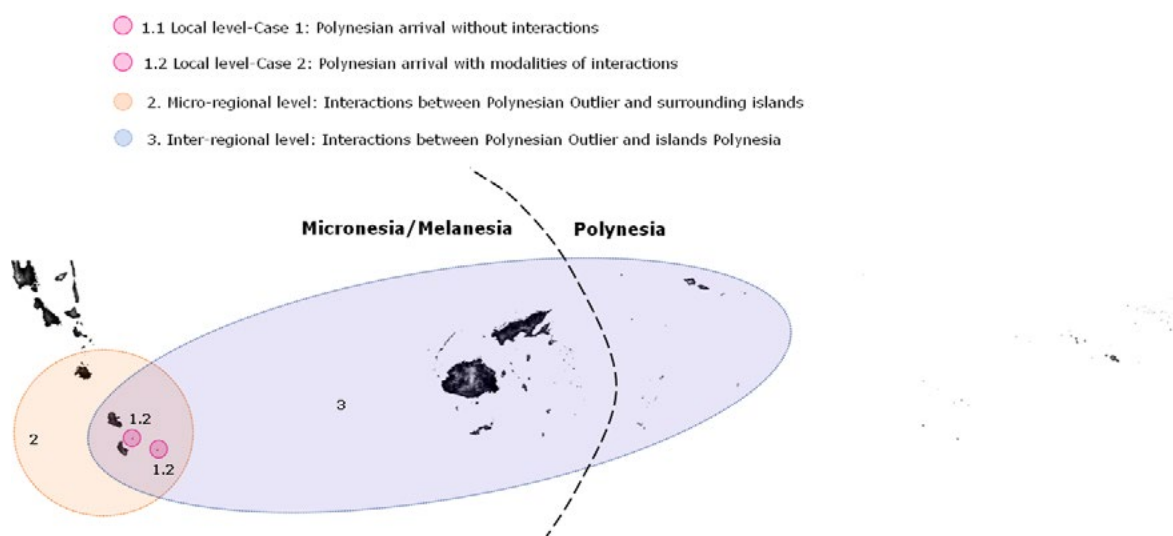 1.1 Local level-Case 1: Polynesian arrival without interactions
1.2 Local level-Case 2: Polynesian arrival with modalities of interactions
2. Micro-regional level: Interactions between Polynesian Outlier and surrounding islands
3. Inter-regional level: Interactions between Polynesian Outlier and islands Polynesia
Micronesia/Melanesia
Polynesia
3
1.2
2
1.2